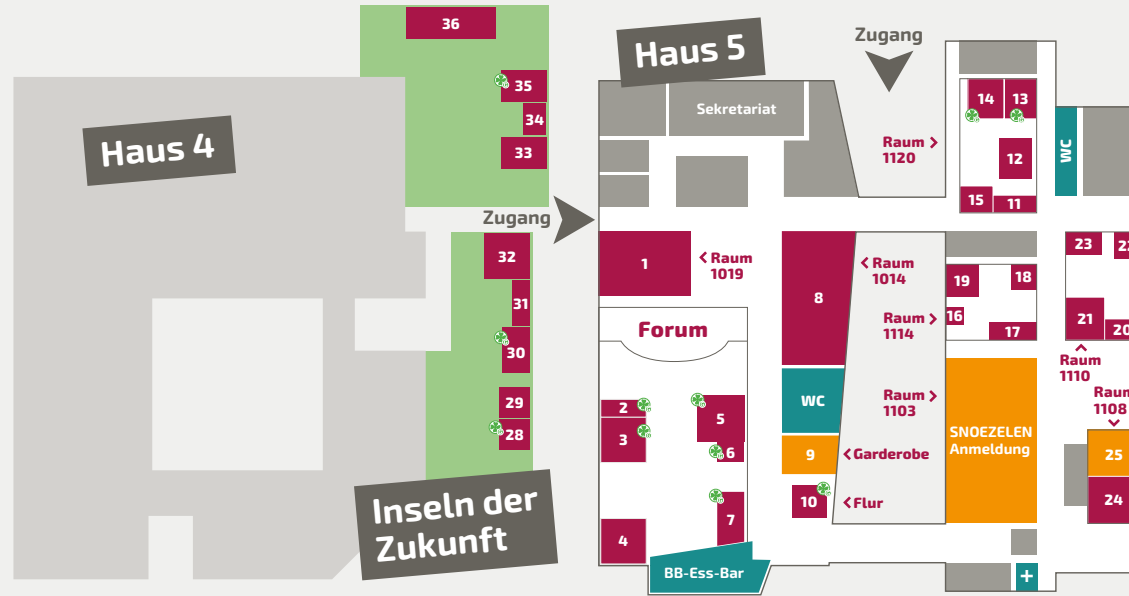 36
Haus 5
Zugang
35
34
33
Sekretariat
14
13
Haus 4
Raum
1120
12
WC
15
11
Zugang
32
1
Raum
1019
8
Raum
1014
23
31
19
18
16
Raum
1114
17
21
20
Forum
30
Raum
1110
29
2
5
WC
Raum
1103
Raum
1108
28
3
6
9
Garderobe
SNOEZELEN
Anmeldung
25
Inseln der
Zukunft
7
10
Flur
24
4
BB-Ess-Bar
+